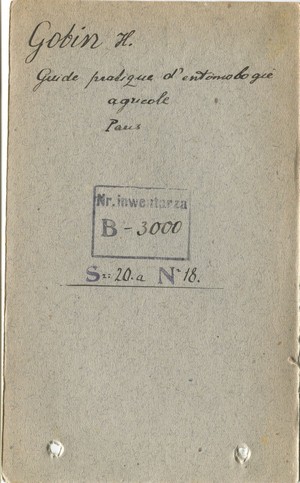 Gobin H.
Guide pratique d'entomologie
agricole
Paris
Nr. inwentarza
B-3000
S 20.a N 18.